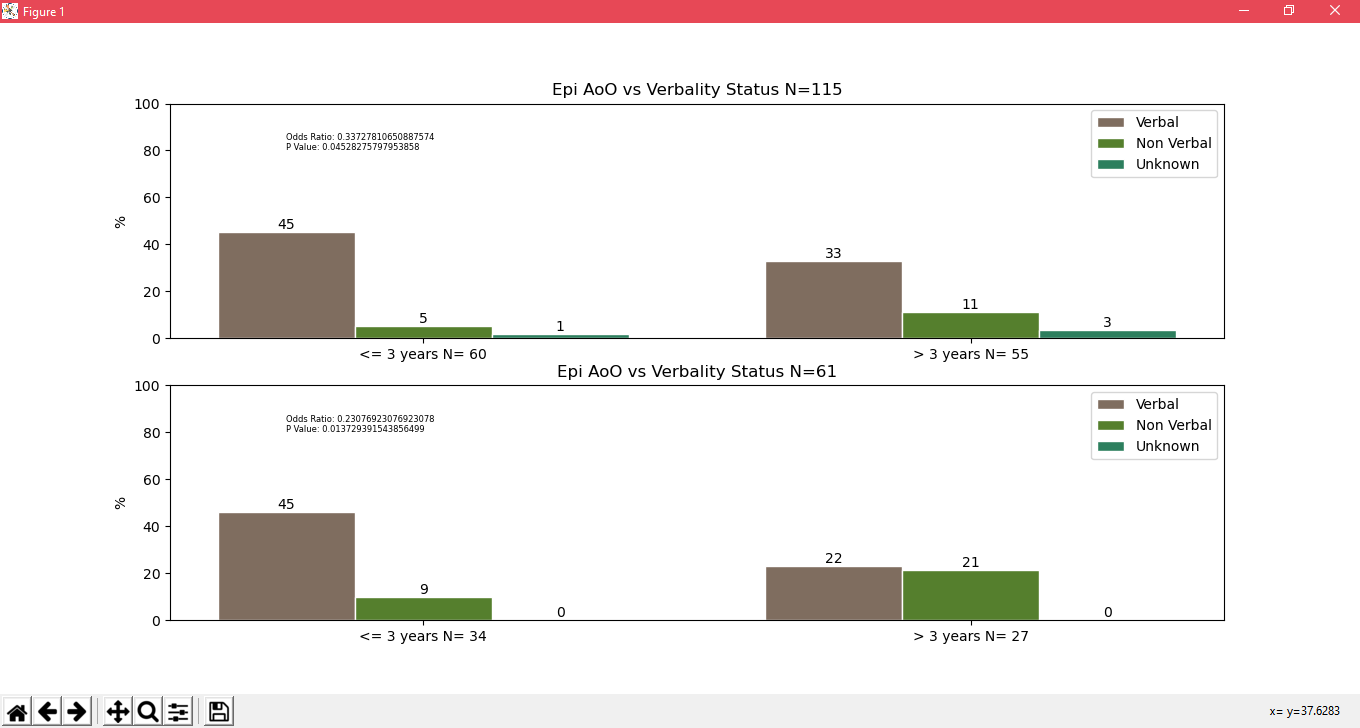 Figure 1
Epi AoO vs Verbality Status N=115
100
80
60
40
20
0
%
Odds Ratio: 0.33727810650887574
P Value: 0.04528275797953858
Verbal
Non Verbal
Unknown
45
5
1
33
11
3
<= 3 years N= 60
> 3 years N= 55
Epi AoO vs Verbality Status N=61
100
80
60
40
20
0
%
Odds Ratio: 0.23076923076923078
P Value: 0.013729391543856499
Verbal
Non Verbal
Unknown
45
9
0
22
21
0
<= 3 years N= 34
> 3 years N= 27
x= y=37.6283